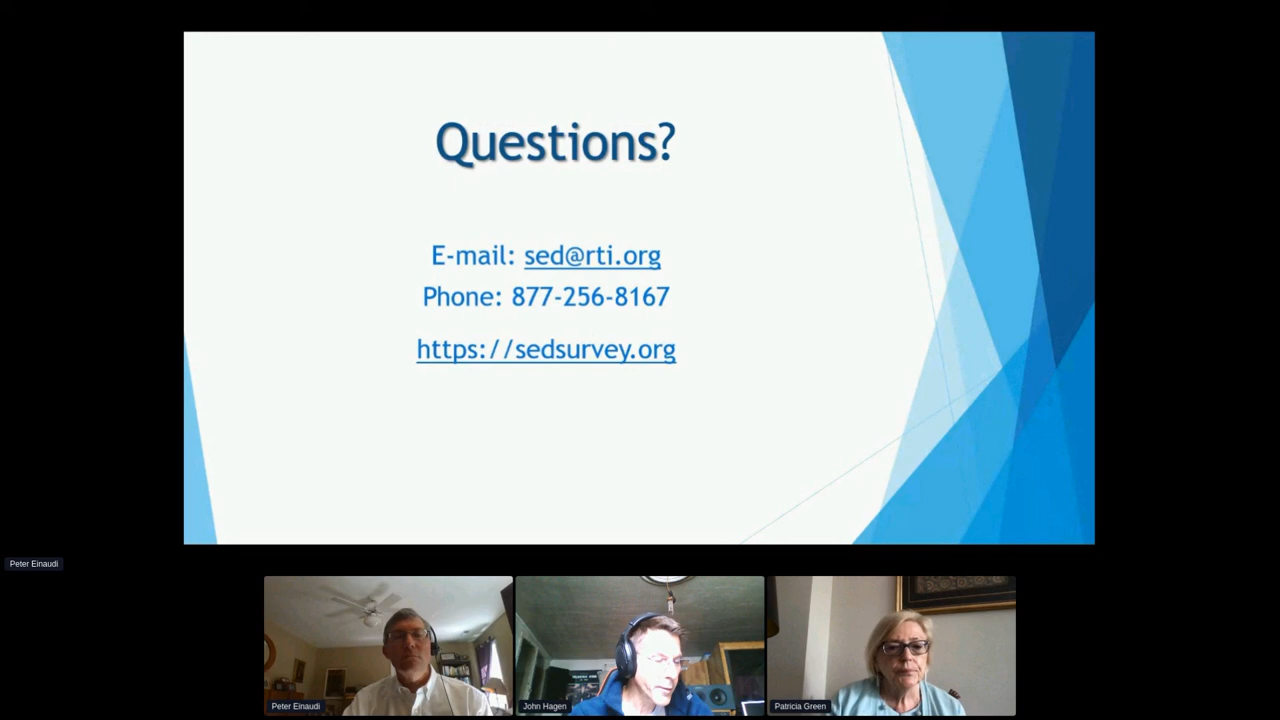 Questions?
E-mail: sed@rti.org
Phone: 877-256-8167
https://sedsurvey.org
Peter Einaudi
Peter Einaudi
John Hagen
Patricia Green